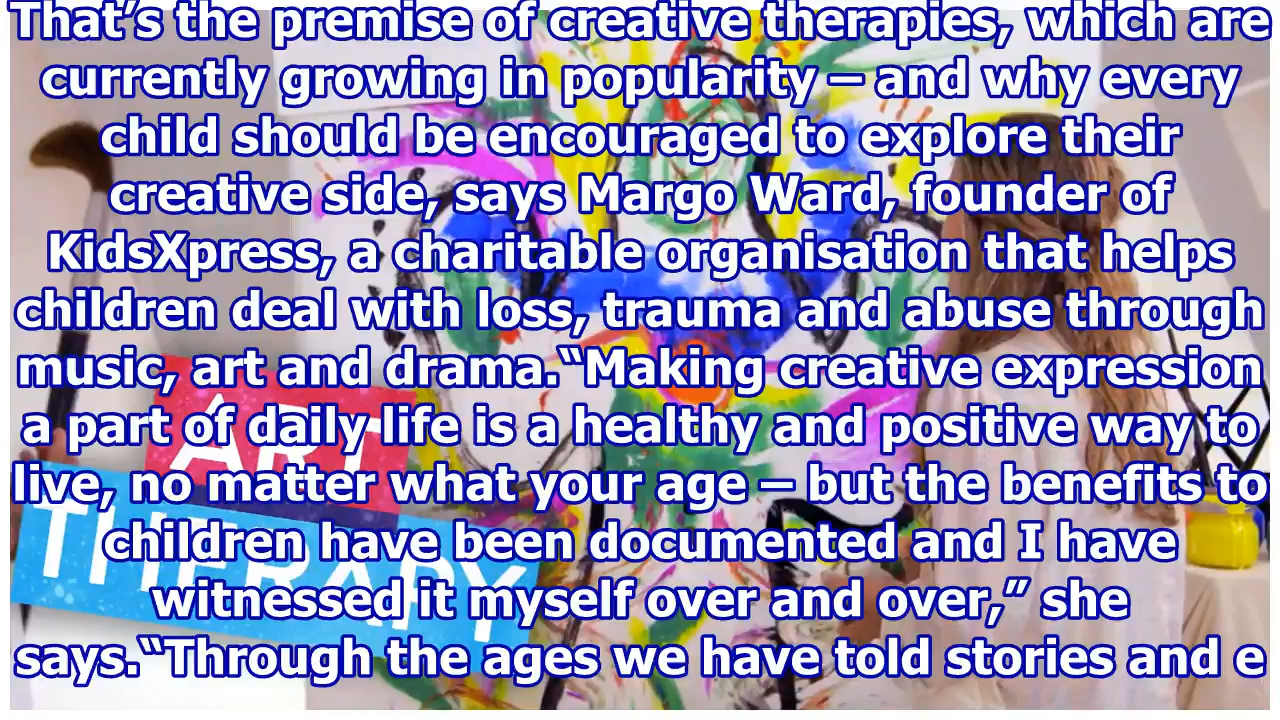 That’s the premise of creative therapies, which are
currently growing in popularity – and why every
child should be encouraged to explore their
creative side, says Margo Ward, founder of
KidsXpress, a charitable organisation that helps
children deal with loss, trauma and abuse through
music, art and drama.“Making creative expression
a part of daily life is a healthy and positive way to
live, no matter what your age – but the benefits to
children have been documented and I have
witnessed it myself over and over,” she
says.“Through the ages we have told stories and e
ART
THERAPY